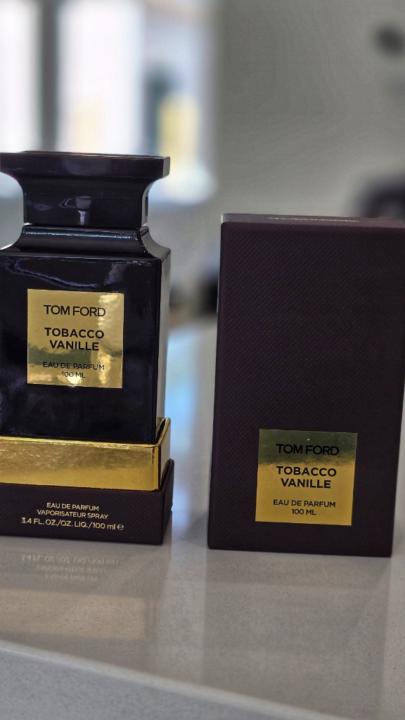 TOM FORD
TOBACCO
VANILLE
EAU DE PARFUM
100 ML
EAU DE PARFUM
VAPORISATEUR SPRAY
3.4 FL. OZ./OZ. LIQ./100 ml ℮
TOM FORD
TOBACCO
VANILLE
EAU DE PARFUM
100 ML